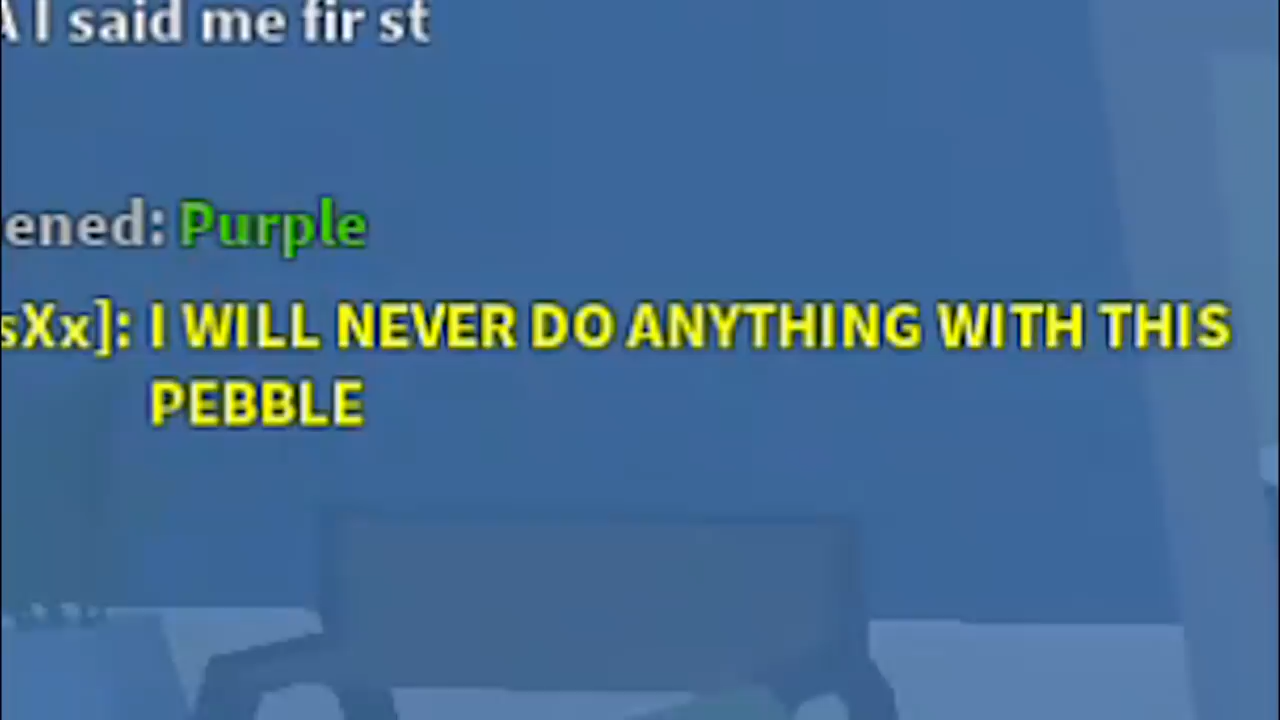 A I said me fir st
ened: Purple
sXx]: I WILL NEVER DO ANYTHING WITH THIS
PEBBLE